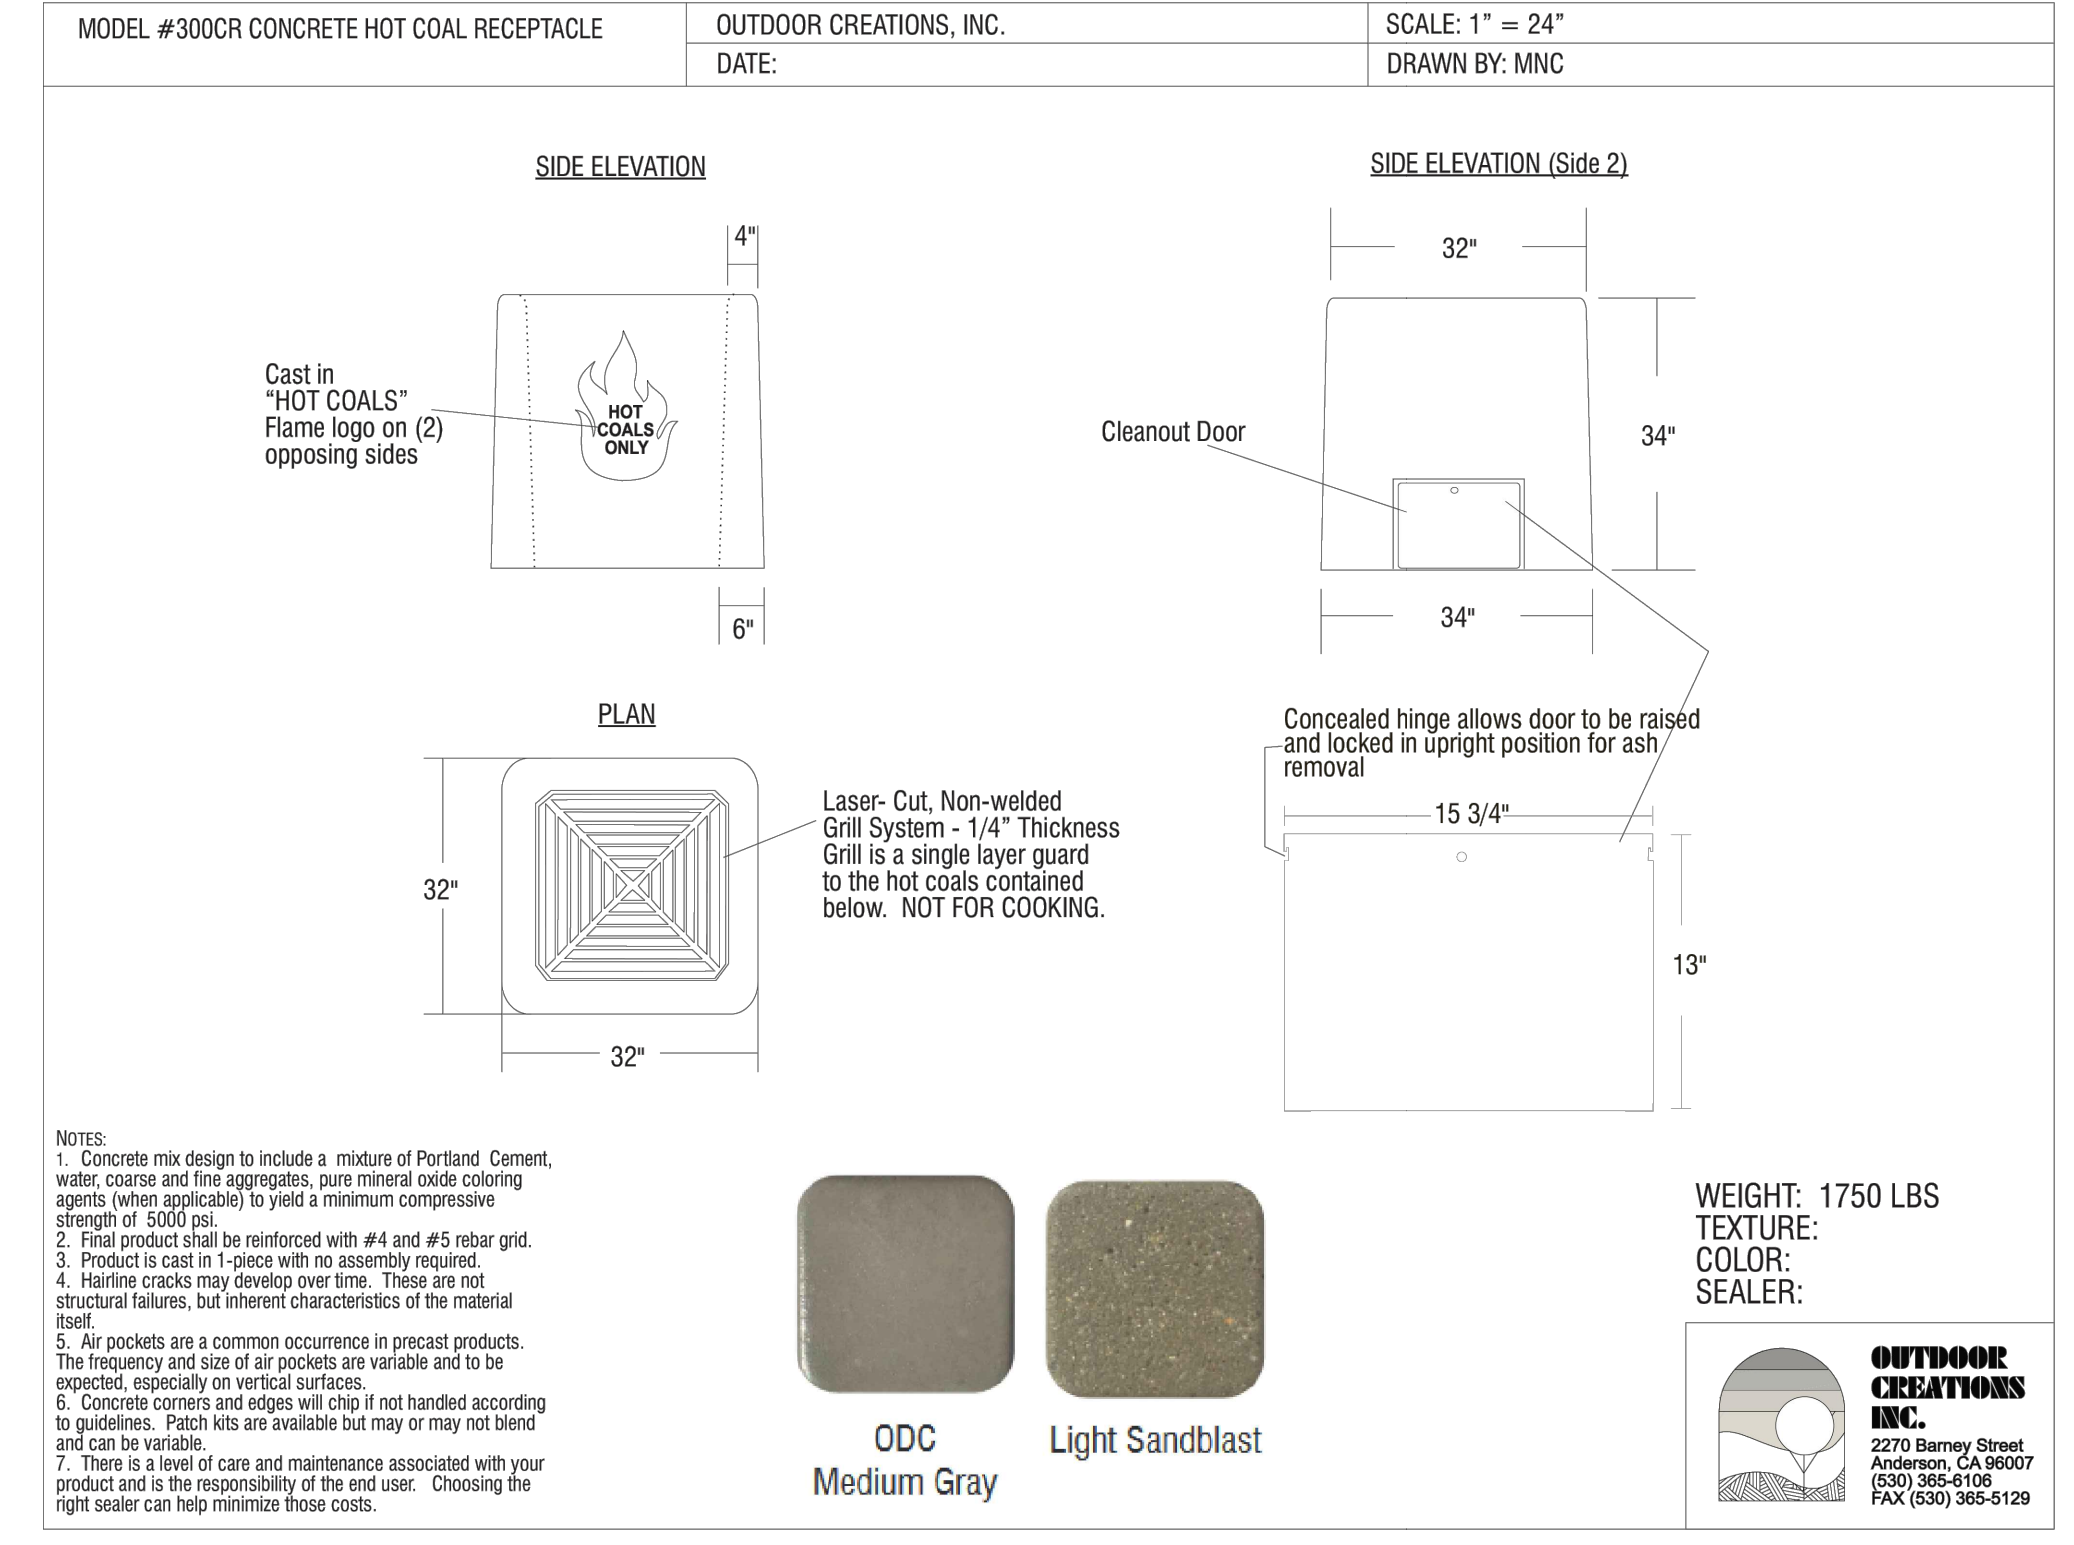 MODEL #300CR CONCRETE HOT COAL RECEPTACLE
OUTDOOR CREATIONS, INC.
DATE:
SCALE: 1” = 24”
DRAWN BY: MNC
SIDE ELEVATION
4"
Cast in
“HOT COALS”
Flame logo on (2)
opposing sides
HOT
COALS
ONLY
6"
SIDE ELEVATION (Side 2)
32"
Cleanout Door
34"
34"
PLAN
32"
32"
Laser- Cut, Non-welded
Grill System - 1/4” Thickness
Grill is a single layer guard
to the hot coals contained
below.  NOT FOR COOKING.
Concealed hinge allows door to be raised
and locked in upright position for ash
removal
15 3/4"
13"
NOTES:
1.  Concrete mix design to include a  mixture of Portland  Cement,
water, coarse and fine aggregates, pure mineral oxide coloring
agents (when applicable) to yield a minimum compressive
strength of  5000 psi.
2.  Final product shall be reinforced with #4 and #5 rebar grid.
3.  Product is cast in 1-piece with no assembly required.
4.  Hairline cracks may develop over time.  These are not
structural failures, but inherent characteristics of the material
itself.
5.  Air pockets are a common occurrence in precast products.
The frequency and size of air pockets are variable and to be
expected, especially on vertical surfaces.
6.  Concrete corners and edges will chip if not handled according
to guidelines.  Patch kits are available but may or may not blend
and can be variable.
7.  There is a level of care and maintenance associated with your
product and is the responsibility of the end user.   Choosing the
right sealer can help minimize those costs.
ODC
Medium Gray
Light Sandblast
WEIGHT:  1750 LBS
TEXTURE:
COLOR:
SEALER:
OUTDOOR
CREATIONS
INC.
2270 Barney Street
Anderson, CA 96007
(530) 365-6106
FAX (530) 365-5129